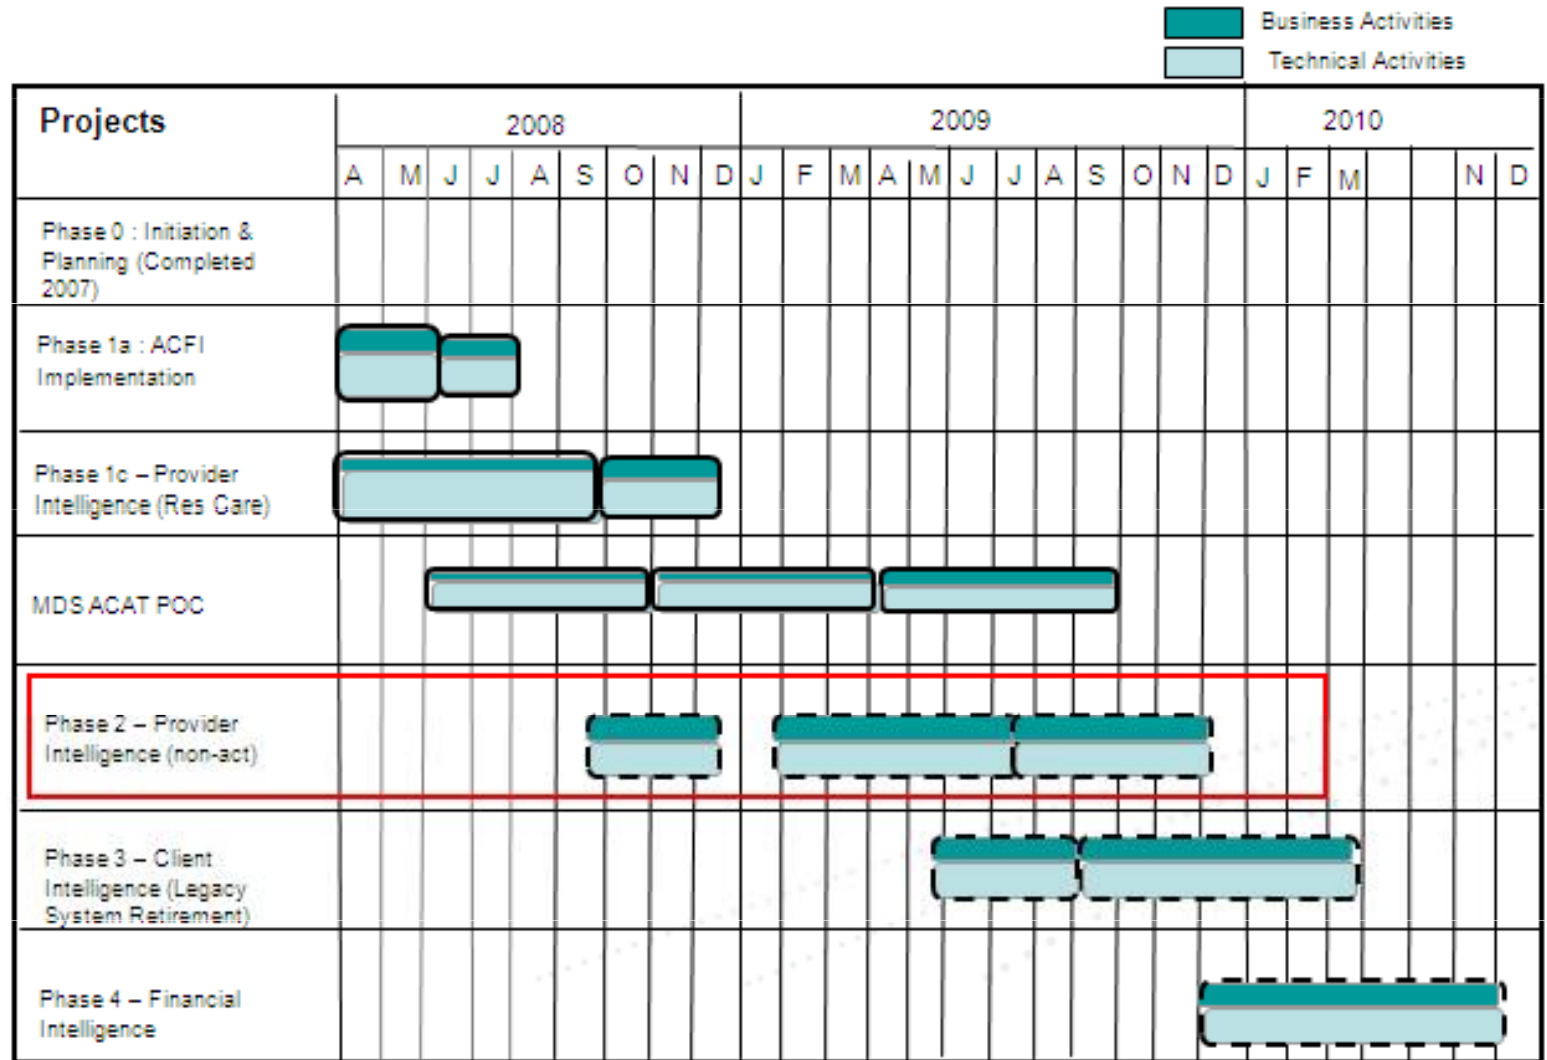 Business Activities
Technical Activities
Projects
2008
2009
2010
A M J J A S O N D J F M A M J J A S O N D J F M N D
Phase 0 : Initiation &
Planning (Completed
2007)
Phase 1a : ACFI
Implementation
Phase 1c – Provider
Intelligence (Res Care)
MDS ACAT POC
Phase 2 – Provider
Intelligence (non-act)
Phase 3 – Client
Intelligence (Legacy
System Retirement)
Phase 4 – Financial
Intelligence